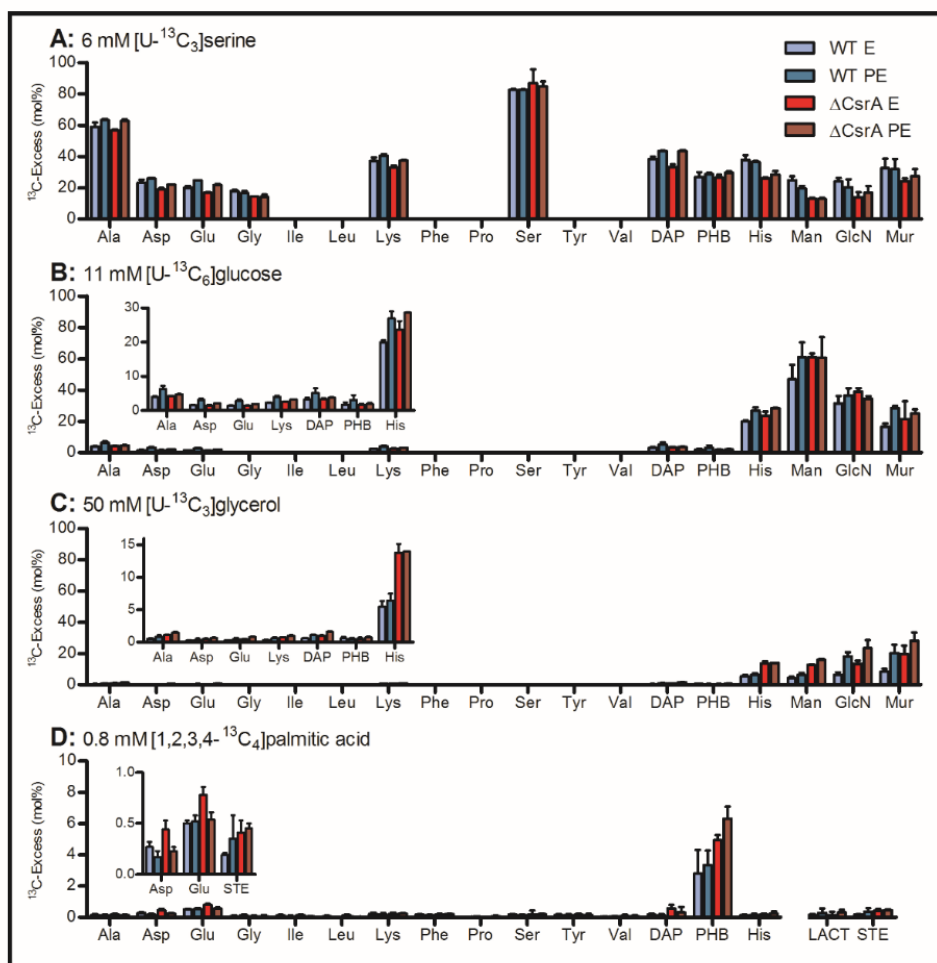 A: 6 mM [U-¹³C₃]serine
WT E
WT PE
ΔCsrA E
ΔCsrA PE
¹³C-Excess (mol%)
100
80
60
40
20
0
Ala Asp Glu Gly Ile Leu Lys Phe Pro Ser Tyr Val DAP PHB His Man GlcN Mur
B: 11 mM [U-¹³C₆]glucose
¹³C-Excess (mol%)
100
80
60
40
20
0
30
20
10
0
Ala Asp Glu Lys DAP PHB His
Ala Asp Glu Gly Ile Leu Lys Phe Pro Ser Tyr Val DAP PHB His Man GlcN Mur
C: 50 mM [U-¹³C₃]glycerol
¹³C-Excess (mol%)
100
80
60
40
20
0
15
10
5
0
Ala Asp Glu Lys DAP PHB His
Ala Asp Glu Gly Ile Leu Lys Phe Pro Ser Tyr Val DAP PHB His Man GlcN Mur
D: 0.8 mM [1,2,3,4-¹³C₄]palmitic acid
¹³C-Excess (mol%)
10
8
6
4
2
0
1.0
0.5
0.0
Asp Glu STE
Ala Asp Glu Gly Ile Leu Lys Phe Pro Ser Tyr Val DAP PHB His LACT STE